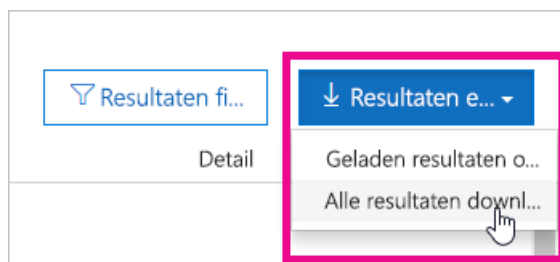 Resultaten fi...
Resultaten e...
Detail
Geladen resultaten o...
Alle resultaten downl...